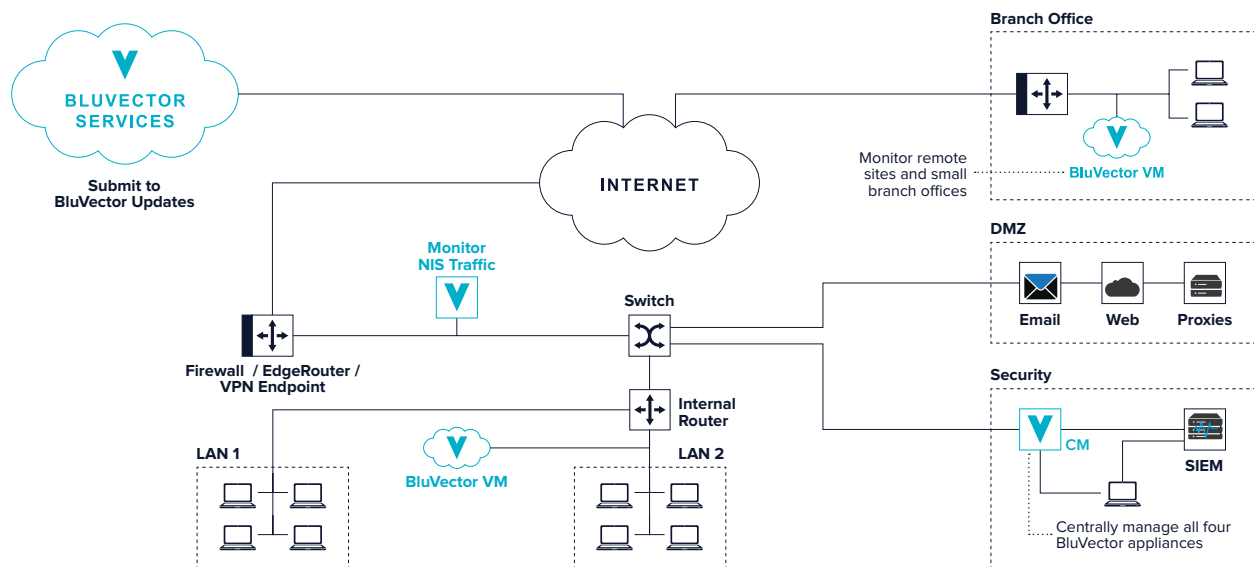 BLUVECTOR
SERVICES
Submit to
BluVector Updates
INTERNET
Branch Office
Monitor remote
sites and small
branch offices
BluVector VM
DMZ
Email
Web
Proxies
Monitor
NIS Traffic
Switch
Firewall / EdgeRouter /
VPN Endpoint
Internal
Router
LAN 1
BluVector VM
LAN 2
Security
CM
SIEM
Centrally manage all four
BluVector appliances